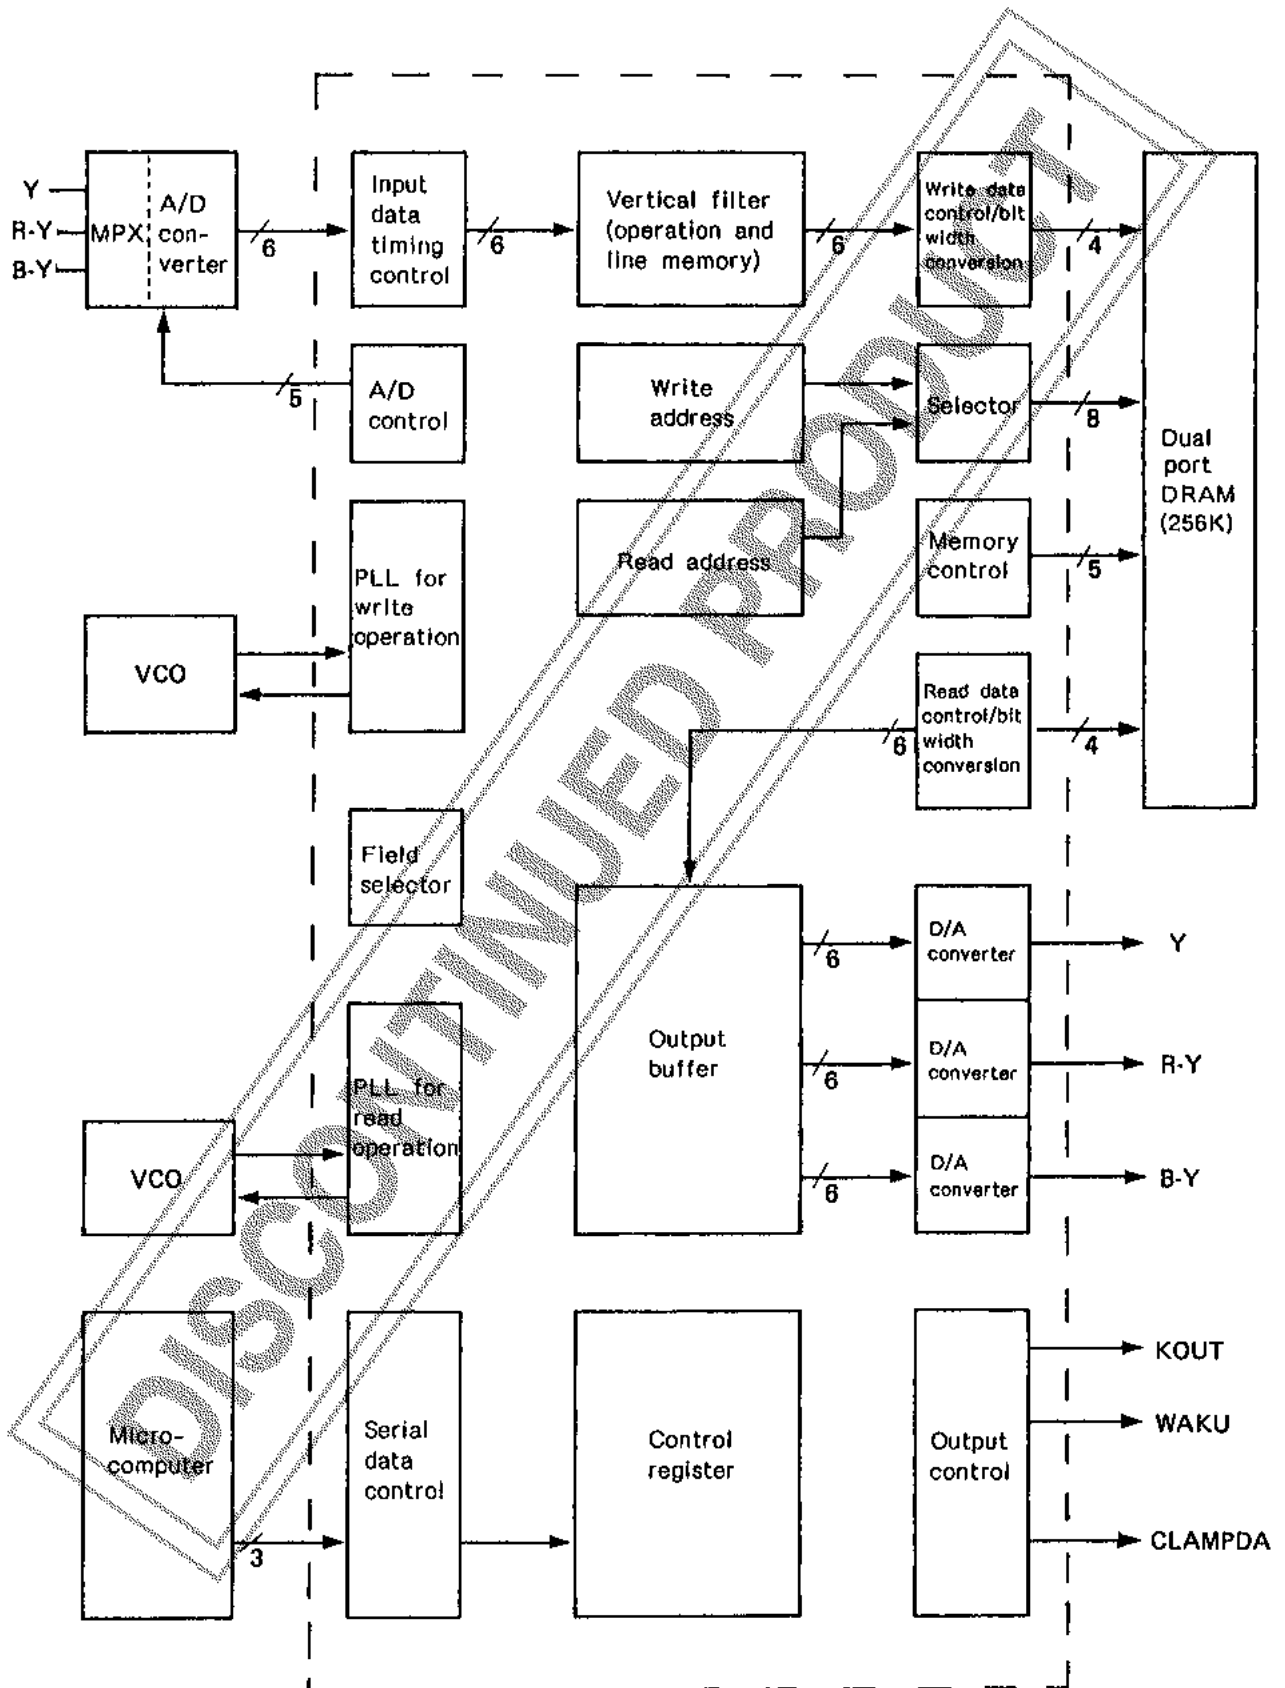 Y
R-Y
B-Y
MPX
A/D
con-
verter
6
Input
data
timing
control
6
Vertical filter
(operation and
line memory)
6
Write data
control/bit
width
conversion
4
5
A/D
control
Write
address
Selector
8
Dual
port
DRAM
(256K)
PLL for
write
operation
Read address
Memory
control
5
VCO
6
Read data
control/bit
width
conversion
4
Field
selector
Output
buffer
6
D/A
converter
Y
6
D/A
converter
R-Y
6
D/A
converter
B-Y
VCO
PLL for
read
operation
Micro-
computer
3
Serial
data
control
Control
register
Output
control
KOUT
WAKU
CLAMPDA
DISCONTINUED PRODUCT